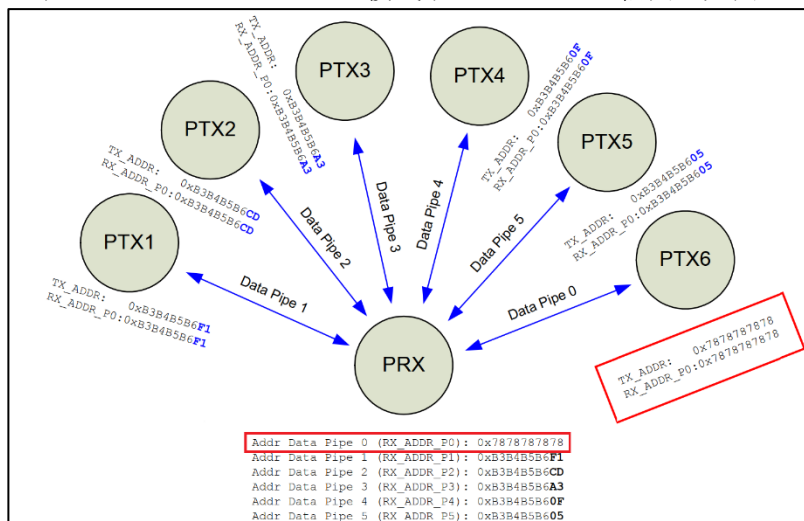 PTX3
PTX4
TX_ADDR: 0xB3B4B5B6A3
RX_ADDR_P0:0xB3B4B5B6A3
TX_ADDR: 0xB3B4B5B60F
RX_ADDR_P0:0xB3B4B5B60F
PTX2
PTX5
TX_ADDR: 0xB3B4B5B6CD
RX_ADDR_P0:0xB3B4B5B6CD
TX_ADDR: 0xB3B4B5B605
RX_ADDR_P0:0xB3B4B5B605
PTX1
PTX6
TX_ADDR: 0xB3B4B5B6F1
RX_ADDR_P0:0xB3B4B5B6F1
Data Pipe 1
Data Pipe 2
Data Pipe 3
Data Pipe 4
Data Pipe 5
Data Pipe 0
TX_ADDR: 0x7878787878
RX_ADDR_P0:0x7878787878
PRX
Addr Data Pipe 0 (RX_ADDR_P0): 0x7878787878
Addr Data Pipe 1 (RX_ADDR_P1): 0xB3B4B5B6F1
Addr Data Pipe 2 (RX_ADDR_P2): 0xB3B4B5B6CD
Addr Data Pipe 3 (RX_ADDR_P3): 0xB3B4B5B6A3
Addr Data Pipe 4 (RX_ADDR_P4): 0xB3B4B5B60F
Addr Data Pipe 5 (RX_ADDR_P5): 0xB3B4B5B605